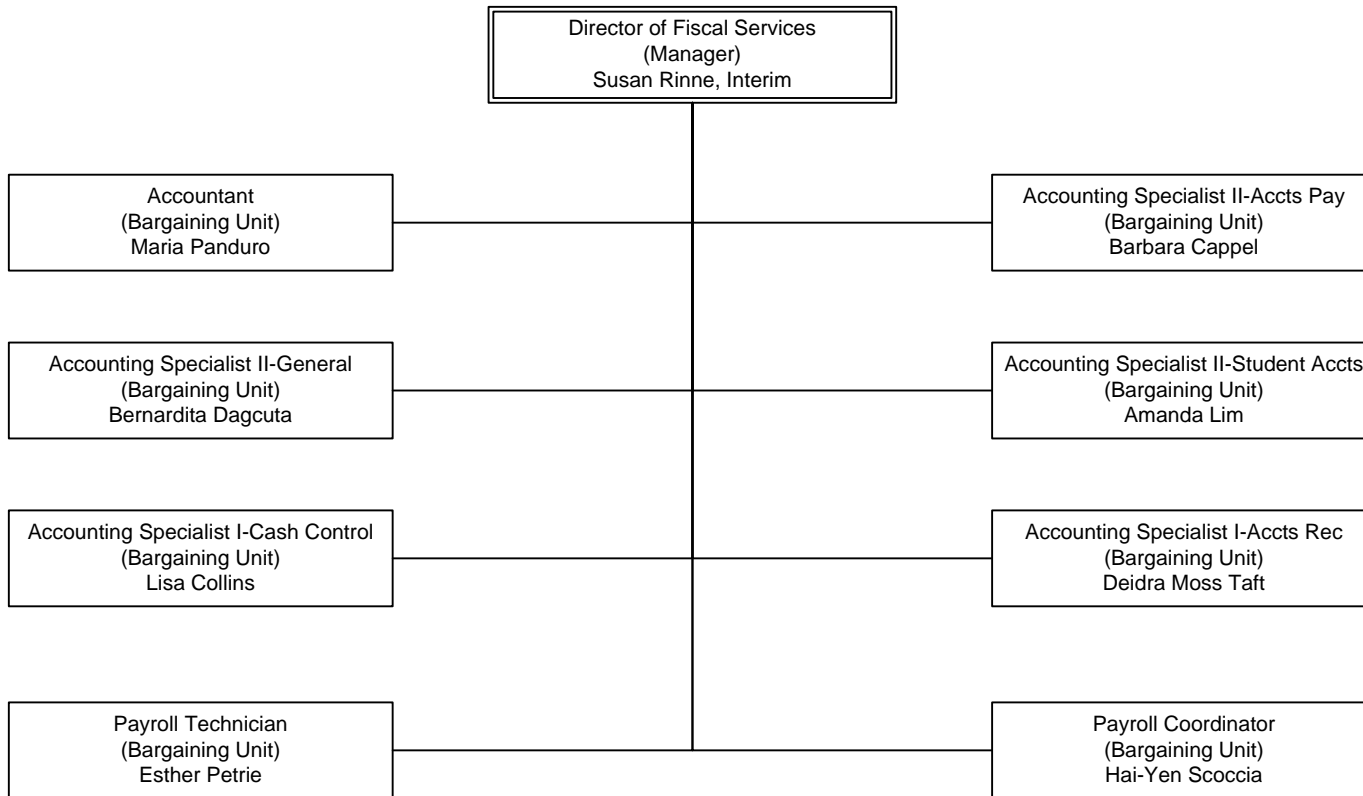 Director of Fiscal Services
(Manager)
Susan Rinne, Interim
Accountant
(Bargaining Unit)
Maria Panduro
Accounting Specialist II-Accts Pay
(Bargaining Unit)
Barbara Cappel
Accounting Specialist II-General
(Bargaining Unit)
Bernardita Dagcuta
Accounting Specialist II-Student Accts
(Bargaining Unit)
Amanda Lim
Accounting Specialist I-Cash Control
(Bargaining Unit)
Lisa Collins
Accounting Specialist I-Accts Rec
(Bargaining Unit)
Deidra Moss Taft
Payroll Technician
(Bargaining Unit)
Esther Petrie
Payroll Coordinator
(Bargaining Unit)
Hai-Yen Scoccia